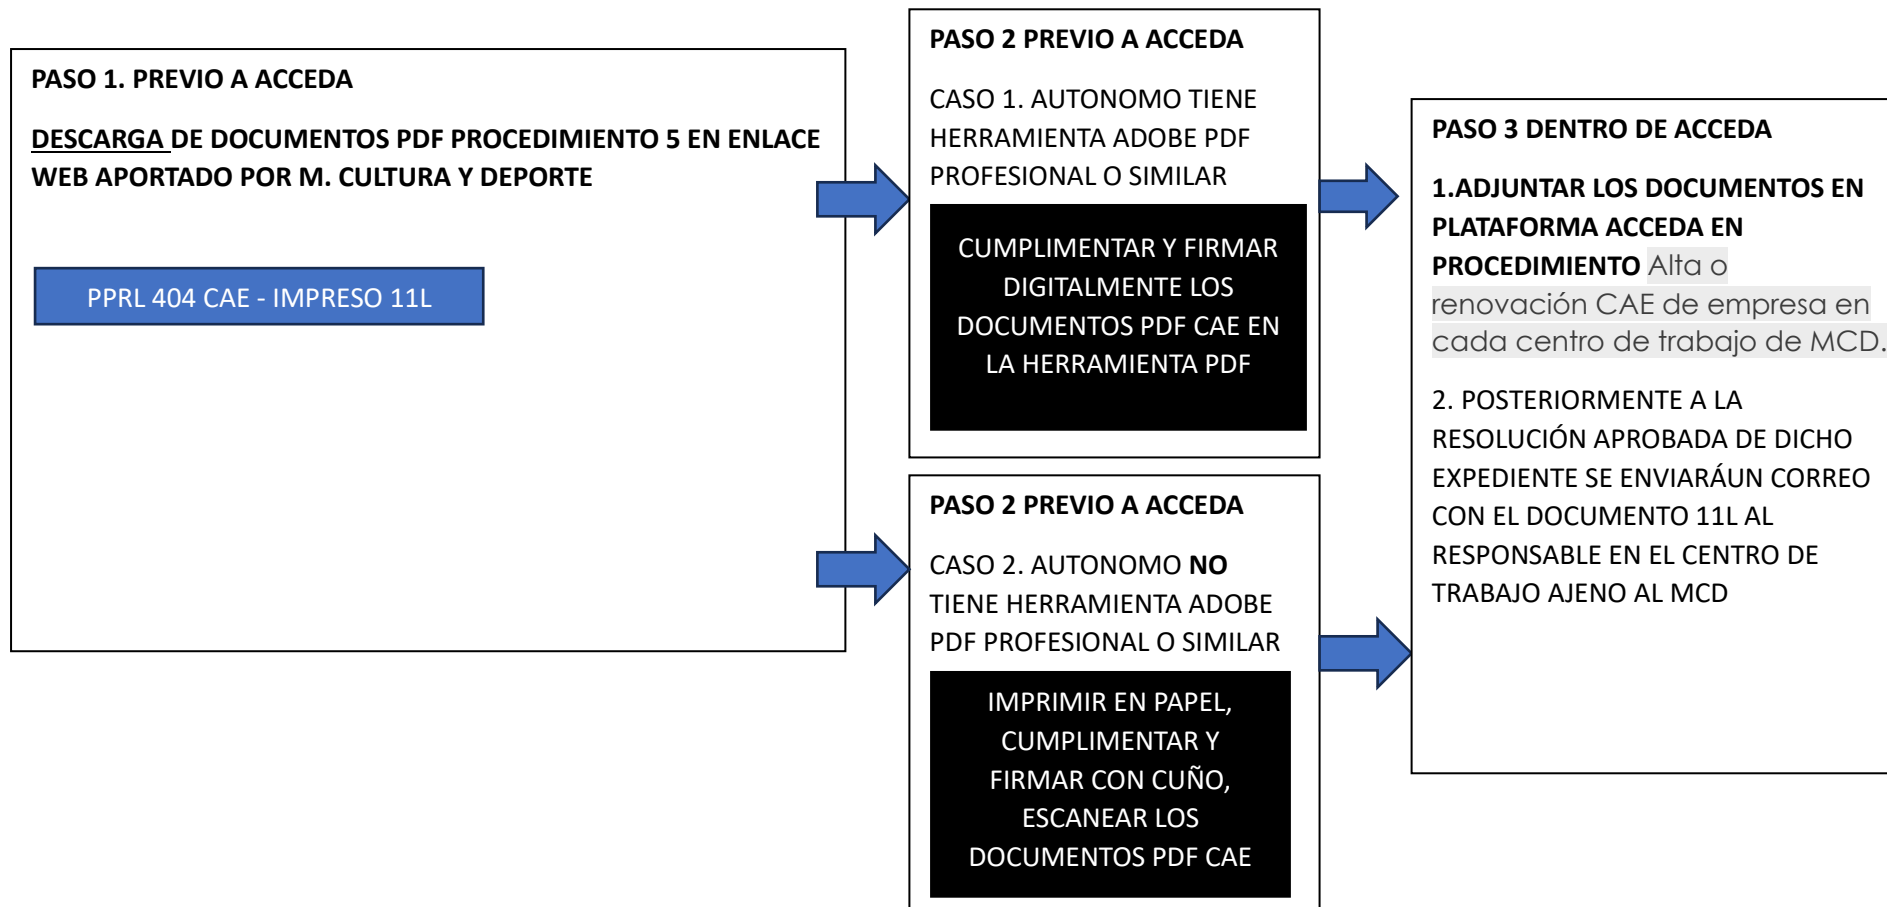 PASO 1. PREVIO A ACCEDA
DESCARGA DE DOCUMENTOS PDF PROCEDIMIENTO 5 EN ENLACE
WEB APORTADO POR M. CULTURA Y DEPORTE
PPRL 404 CAE - IMPRESO 11L
PASO 2 PREVIO A ACCEDA
CASO 1. AUTONOMO TIENE
HERRAMIENTA ADOBE PDF
PROFESIONAL O SIMILAR
CUMPLIMENTAR Y FIRMAR
DIGITALMENTE LOS
DOCUMENTOS PDF CAE EN
LA HERRAMIENTA PDF
PASO 2 PREVIO A ACCEDA
CASO 2. AUTONOMO NO
TIENE HERRAMIENTA ADOBE
PDF PROFESIONAL O SIMILAR
IMPRIMIR EN PAPEL,
CUMPLIMENTAR Y
FIRMAR CON CUÑO,
ESCANEAR LOS
DOCUMENTOS PDF CAE
PASO 3 DENTRO DE ACCEDA
1.ADJUNTAR LOS DOCUMENTOS EN
PLATAFORMA ACCEDA EN
PROCEDIMIENTO Alta o
renovación CAE de empresa en
cada centro de trabajo de MCD.
2. POSTERIORMENTE A LA
RESOLUCIÓN APROBADA DE DICHO
EXPEDIENTE SE ENVIARÁUN CORREO
CON EL DOCUMENTO 11L AL
RESPONSABLE EN EL CENTRO DE
TRABAJO AJENO AL MCD